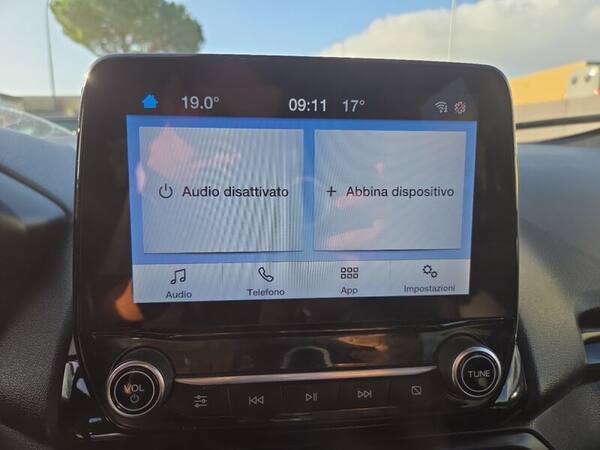 19.0° 09:11 17°
Audio disattivato
+ Abbina dispositivo
Audio Telefono App Impostazioni
VOL TUNE